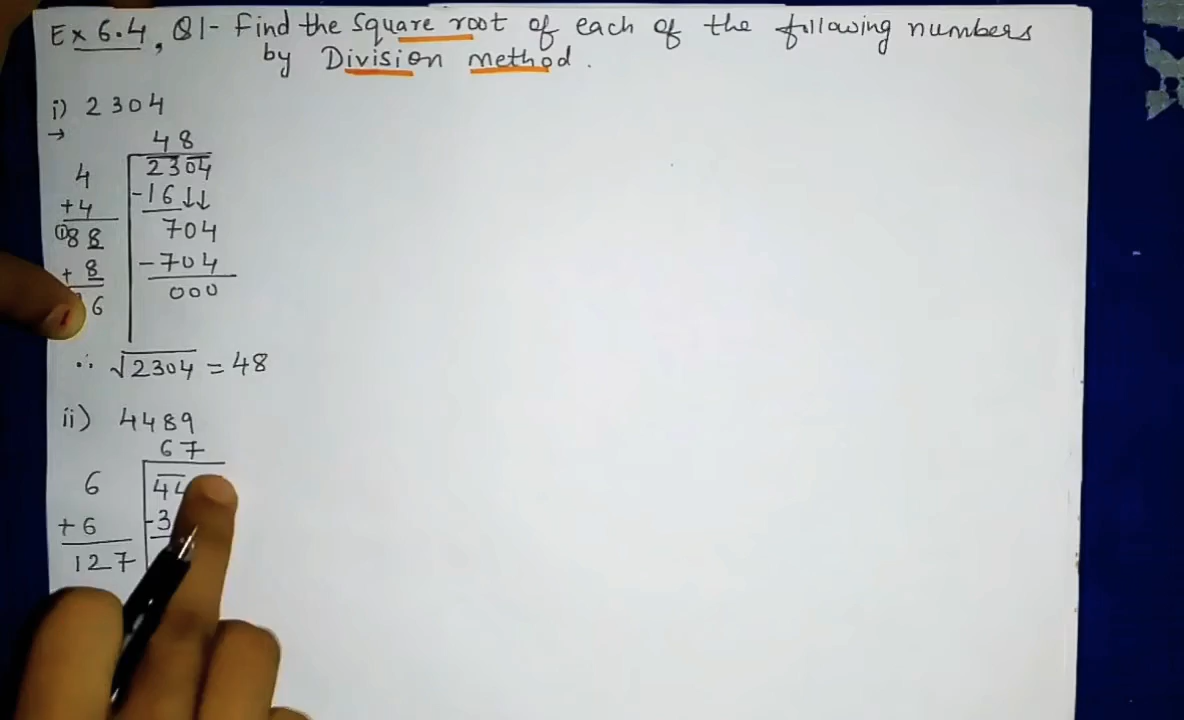 Ex 6.4, Q1- Find the square root of each of the following numbers
by Division method.
i) 2304
→
48
4 2304
+4 -16↓↓
①88 704
+ 8 -704
6 000
∴ √2304 = 48
ii) 4489
67
6 44
+6 -3
127